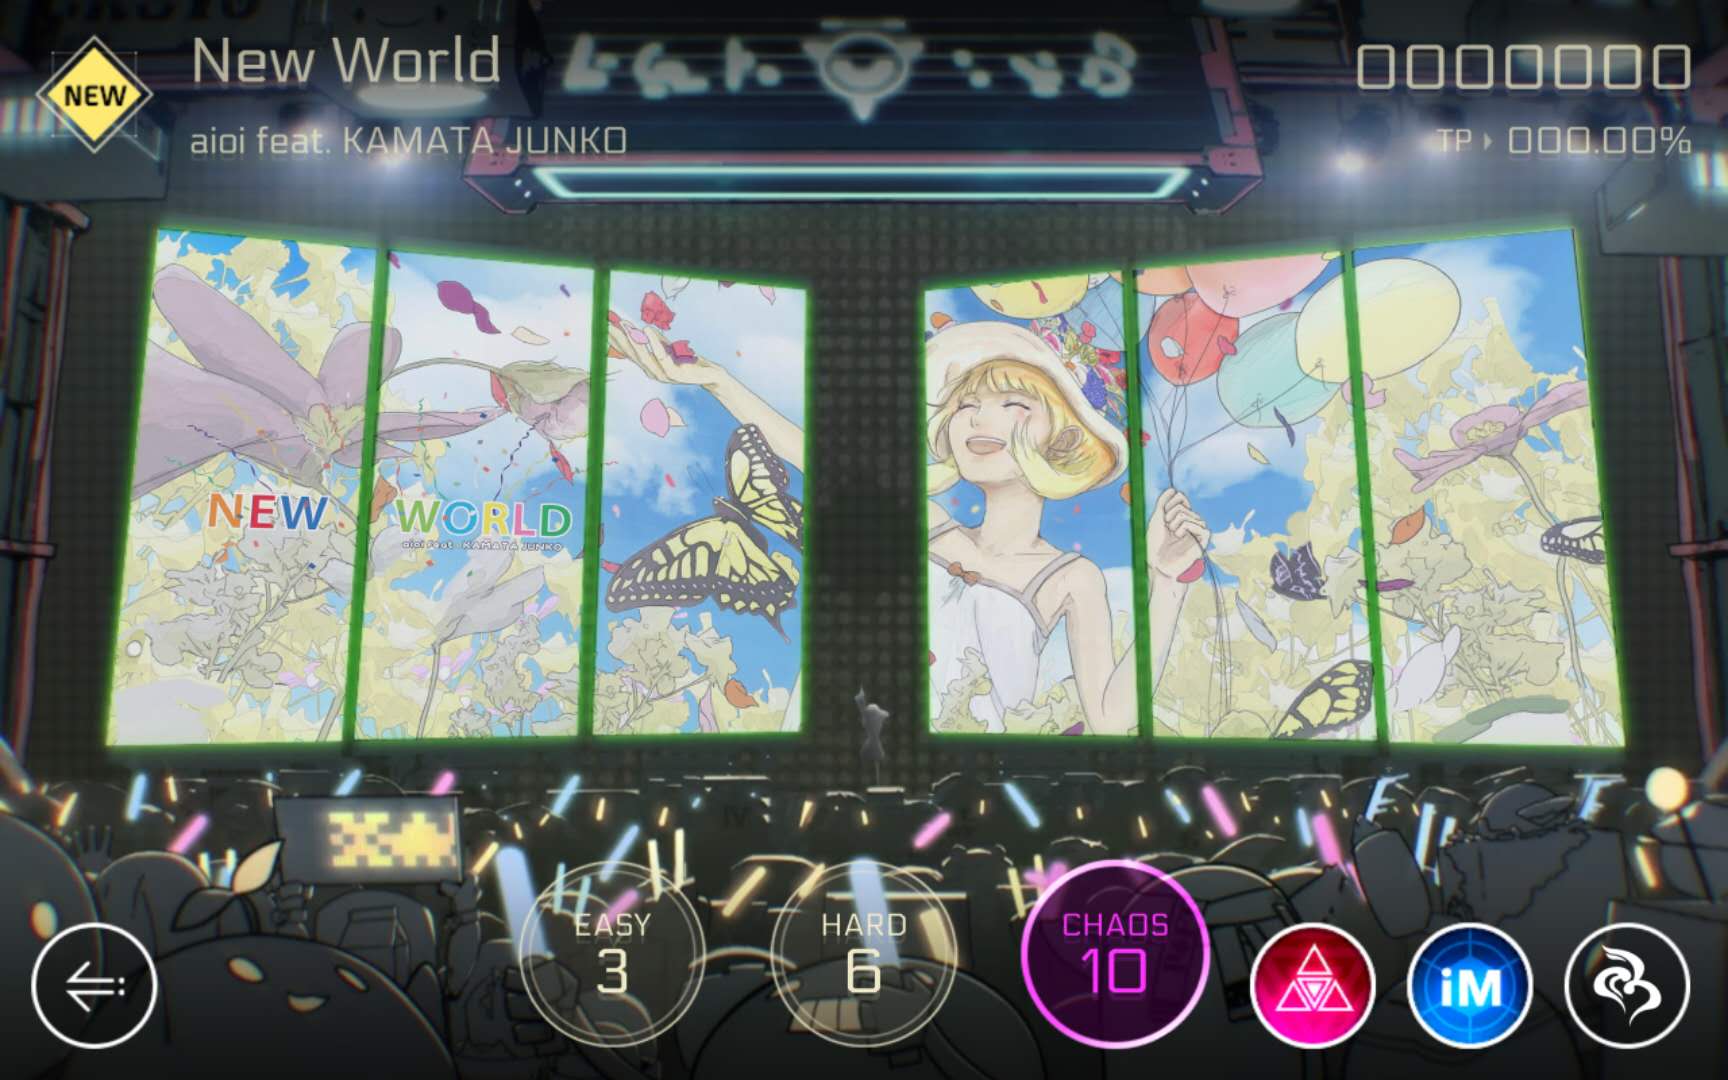 NEW
New World
aioi feat. KAMATA JUNKO
0000000
TP 000.00%
NEW WORLD
aioi feat. KAMATA JUNKO
EASY
3
HARD
6
CHAOS
10
iM